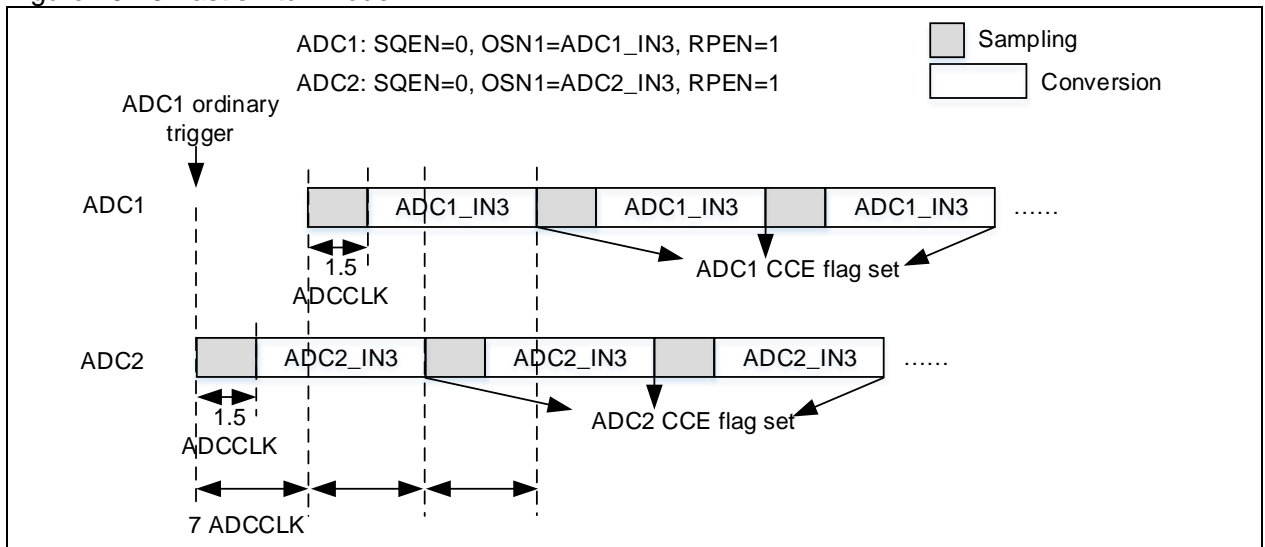 ADC1: SQEN=0, OSN1=ADC1_IN3, RPEN=1
Sampling
ADC2: SQEN=0, OSN1=ADC2_IN3, RPEN=1
Conversion
ADC1 ordinary
trigger
ADC1
ADC1_IN3
ADC1_IN3
ADC1_IN3
......
1.5
ADCCLK
ADC1 CCE flag set
ADC2
ADC2_IN3
ADC2_IN3
ADC2_IN3
......
1.5
ADCCLK
ADC2 CCE flag set
7 ADCCLK